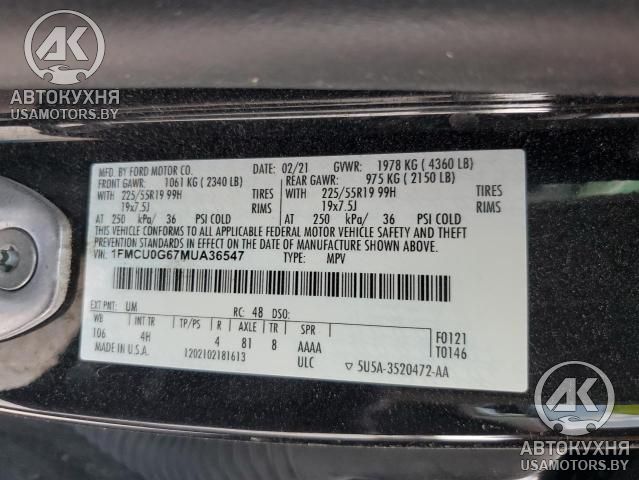 АК
АВТОКУХНЯ
USAMOTORS.BY
MFD. BY FORD MOTOR CO. DATE: 02/21 GVWR: 1978 KG ( 4360 LB)
FRONT GAWR: 1061 KG ( 2340 LB) REAR GAWR: 975 KG ( 2150 LB)
WITH 225/55R19 99H TIRES WITH 225/55R19 99H TIRES
19x7.5J RIMS 19x7.5J RIMS
AT 250 kPa/ 36 PSI COLD AT 250 kPa/ 36 PSI COLD
THIS VEHICLE CONFORMS TO ALL APPLICABLE FEDERAL MOTOR VEHICLE SAFETY AND THEFT
PREVENTION STANDARDS IN EFFECT ON THE DATE OF MANUFACTURE SHOWN ABOVE.
VIN: 1FMCU0G67MUA36547 TYPE: MPV
EXT PNT: UM RC: 48 DSO:
WB INT TR TP/PS R AXLE TR SPR
106 4H 4 81 8 AAAA F0121
MADE IN U.S.A. 1202102181613 ULC T0146
5U5A-3520472-AA
АК
АВТОКУХНЯ
USAMOTORS.BY